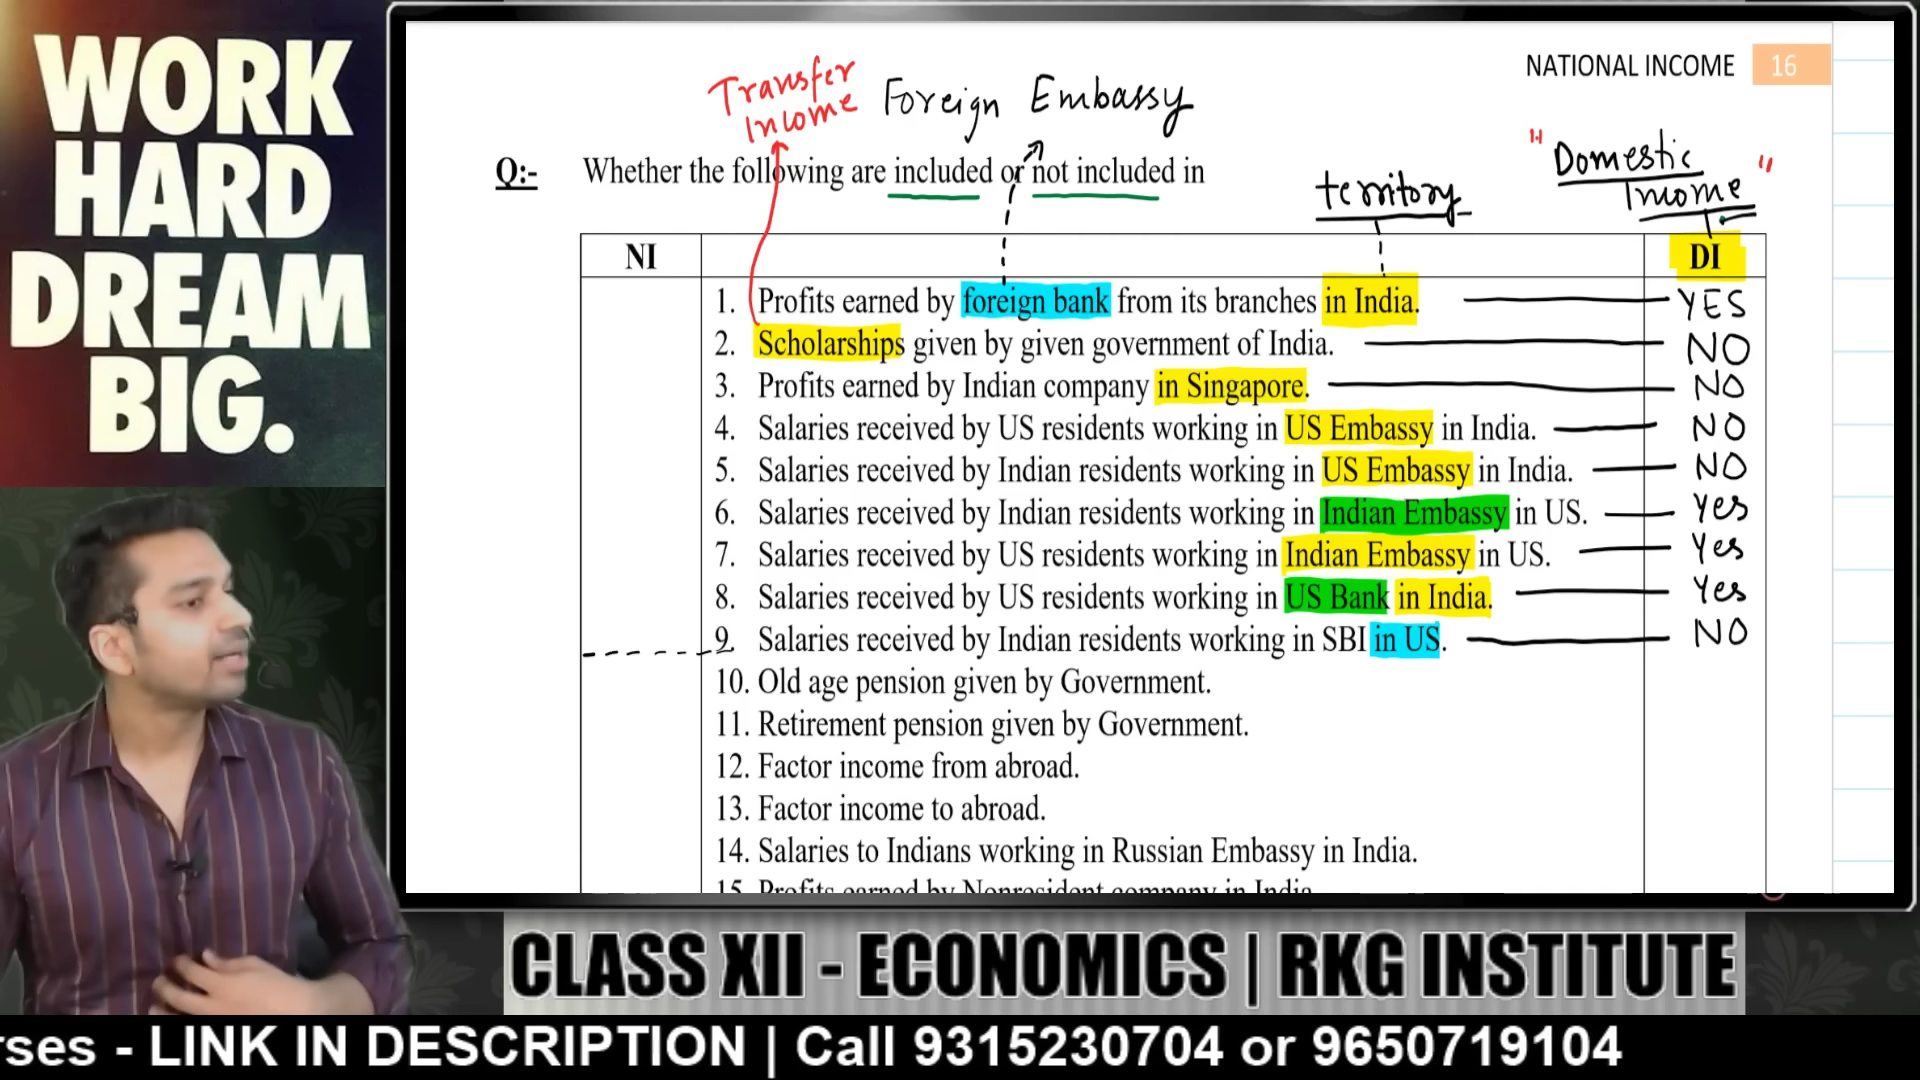 WORK
HARD
DREAM
BIG.
NATIONAL INCOME 16
Transfer
Income
Foreign Embassy
Q:- Whether the following are included or not included in
territory
"Domestic
Income"
NI DI
1. Profits earned by foreign bank from its branches in India. YES
2. Scholarships given by given government of India. NO
3. Profits earned by Indian company in Singapore. NO
4. Salaries received by US residents working in US Embassy in India. NO
5. Salaries received by Indian residents working in US Embassy in India. NO
6. Salaries received by Indian residents working in Indian Embassy in US. Yes
7. Salaries received by US residents working in Indian Embassy in US. Yes
8. Salaries received by US residents working in US Bank in India. Yes
9. Salaries received by Indian residents working in SBI in US. NO
10. Old age pension given by Government.
11. Retirement pension given by Government.
12. Factor income from abroad.
13. Factor income to abroad.
14. Salaries to Indians working in Russian Embassy in India.
15. Profits earned by Nonresident company in India
CLASS XII - ECONOMICS | RKG INSTITUTE
rses - LINK IN DESCRIPTION | Call 9315230704 or 9650719104